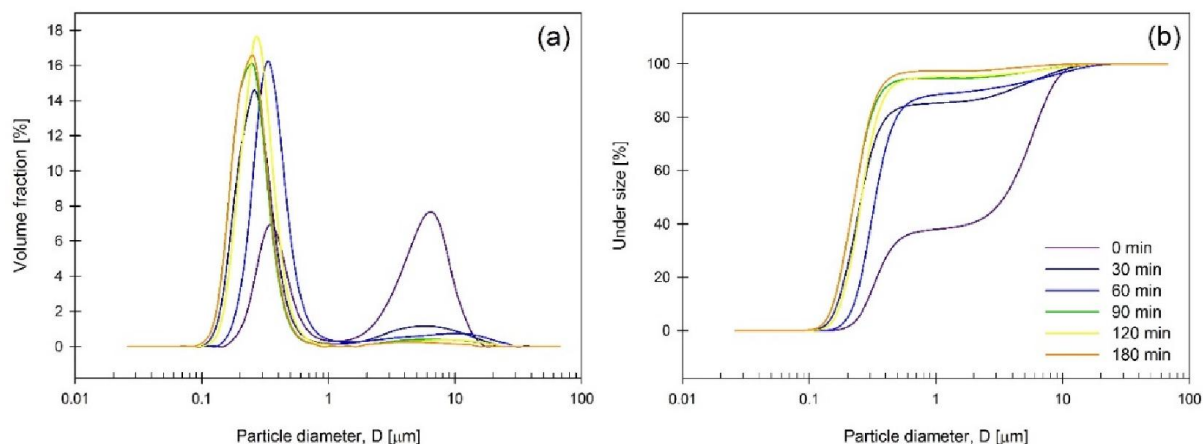 (a)
Volume fraction [%]
18
16
14
12
10
8
6
4
2
0
0.01
0.1
1
10
100
Particle diameter, D [μm]
(b)
Under size [%]
100
80
60
40
20
0
0 min
30 min
60 min
90 min
120 min
180 min
0.01
0.1
1
10
100
Particle diameter, D [μm]